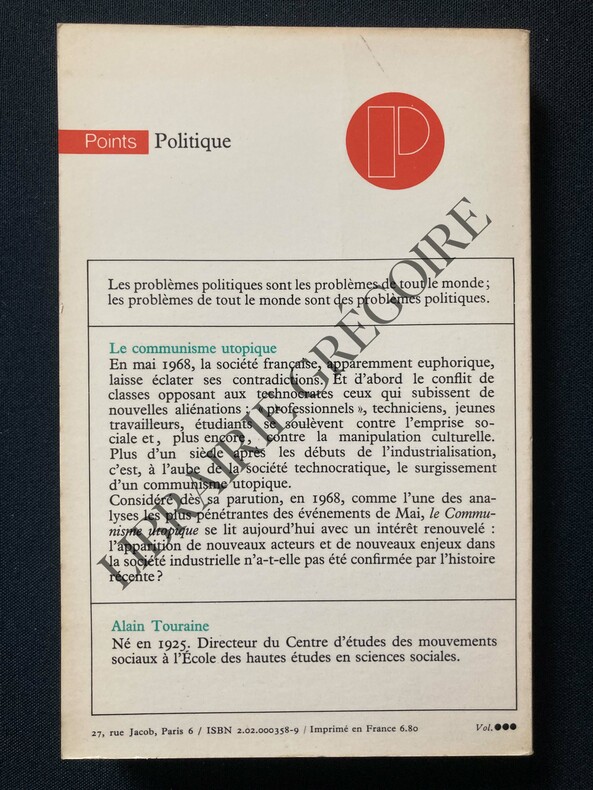 Points Politique
Les problèmes politiques sont les problèmes de tout le monde ;
les problèmes de tout le monde sont des problèmes politiques.
Le communisme utopique
En mai 1968, la société française, apparemment euphorique,
laisse éclater ses contradictions. Et d'abord le conflit de
classes opposant aux technocrates ceux qui subissent de
nouvelles aliénations : « professionnels », techniciens, jeunes
travailleurs, étudiants se soulèvent contre l'emprise so-
ciale et, plus encore, contre la manipulation culturelle.
Plus d'un siècle après les débuts de l'industrialisation,
c'est, à l'aube de la société technocratique, le surgissement
d'un communisme utopique.
Considéré dès sa parution, en 1968, comme l'une des ana-
lyses les plus pénétrantes des événements de Mai, le Commu-
nisme utopique se lit aujourd'hui avec un intérêt renouvelé :
l'apparition de nouveaux acteurs et de nouveaux enjeux dans
la société industrielle n'a-t-elle pas été confirmée par l'histoire
récente ?
Alain Touraine
Né en 1925. Directeur du Centre d'études des mouvements
sociaux à l'École des hautes études en sciences sociales.
27, rue Jacob, Paris 6 / ISBN 2.02.000358-9 / Imprimé en France 6.80
Vol.
LIBRAIRIE GRÉGOIRE